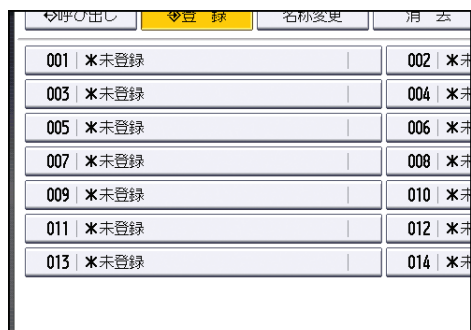 呼び出し 登 録 名称変更 消 去
001 *未登録 002 *未
003 *未登録 004 *未
005 *未登録 006 *未
007 *未登録 008 *未
009 *未登録 010 *未
011 *未登録 012 *未
013 *未登録 014 *未